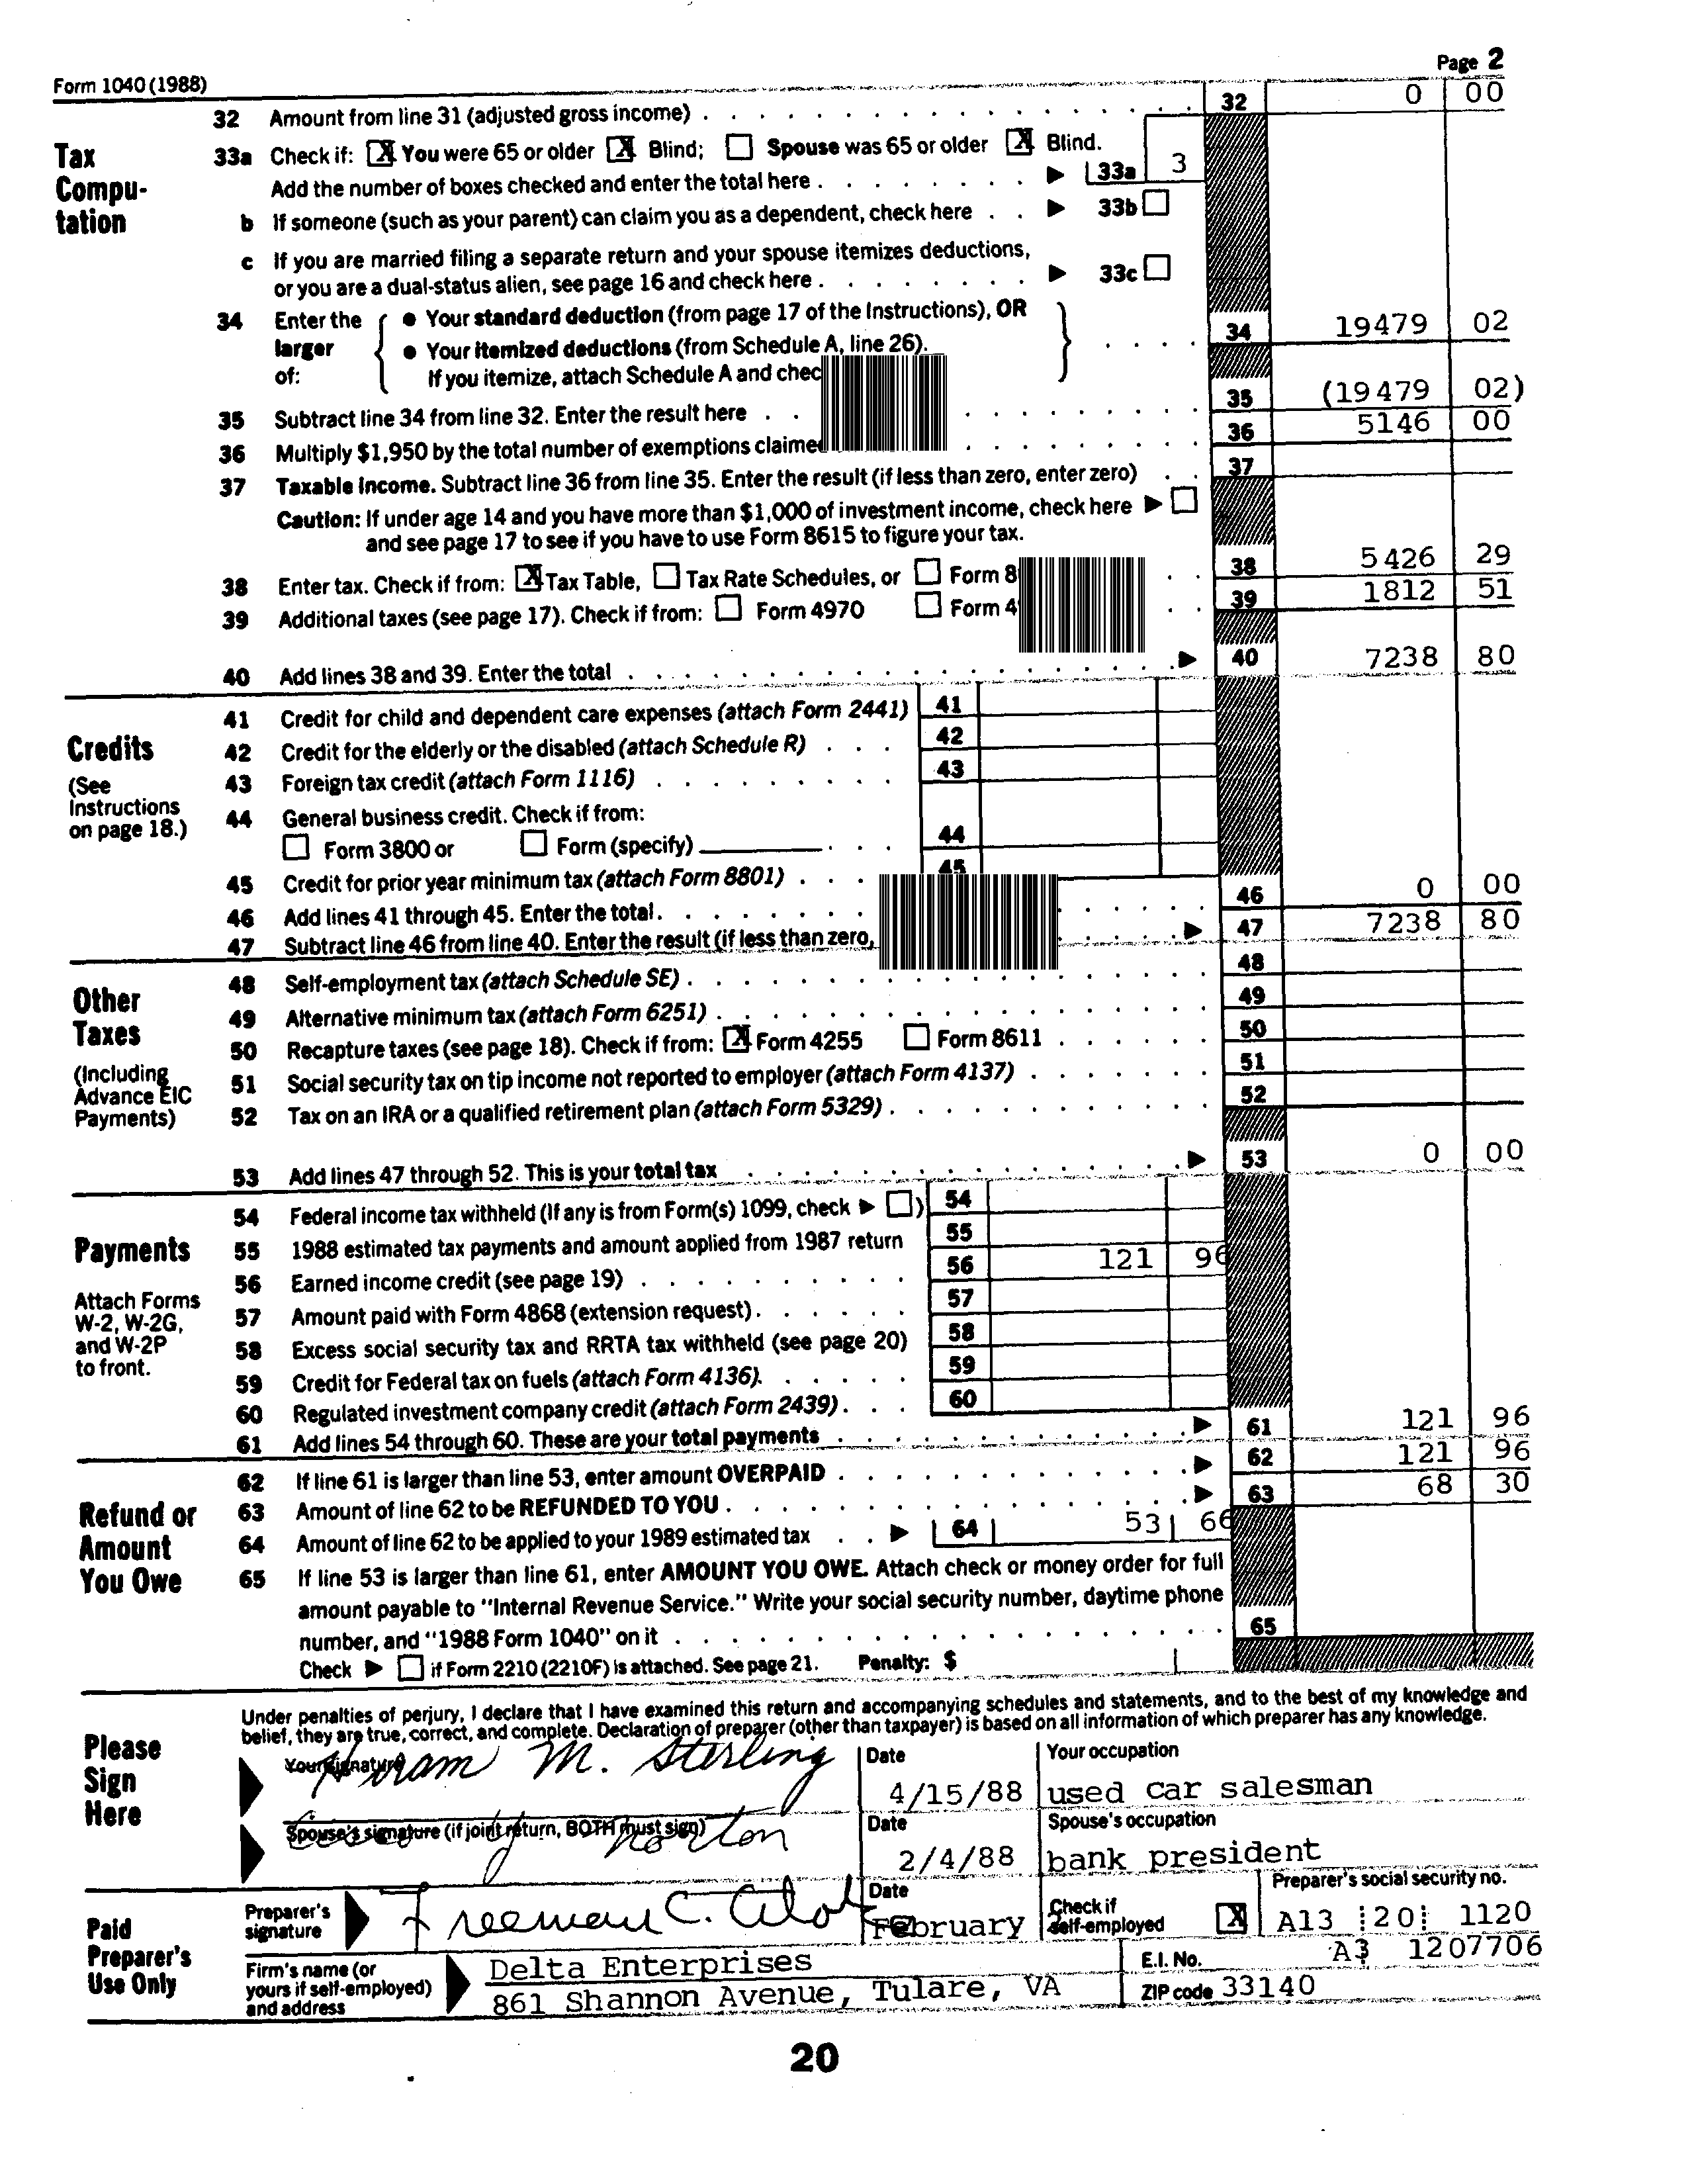 Form 1040 (1988) Page 2
Tax Compu-tation
32 Amount from line 31 (adjusted gross income) 32 0 00
33a Check if: [X] You were 65 or older [X] Blind; [ ] Spouse was 65 or older [X] Blind.
Add the number of boxes checked and enter the total here 33a 3
b If someone (such as your parent) can claim you as a dependent, check here 33b
c If you are married filing a separate return and your spouse itemizes deductions,
or you are a dual-status alien, see page 16 and check here 33c
34 Enter the larger of:
• Your standard deduction (from page 17 of the Instructions), OR
• Your itemized deductions (from Schedule A, line 26). 34 19479 02
If you itemize, attach Schedule A and chec
35 Subtract line 34 from line 32. Enter the result here 35 (19479 02)
36 Multiply $1,950 by the total number of exemptions claimed 36 5146 00
37 Taxable income. Subtract line 36 from line 35. Enter the result (if less than zero, enter zero) 37
Caution: If under age 14 and you have more than $1,000 of investment income, check here
and see page 17 to see if you have to use Form 8615 to figure your tax.
38 Enter tax. Check if from: [X] Tax Table, [ ] Tax Rate Schedules, or [ ] Form 8 38 5426 29
39 Additional taxes (see page 17). Check if from: [ ] Form 4970 [ ] Form 4 39 1812 51
40 Add lines 38 and 39. Enter the total 40 7238 80
Credits
(See Instructions on page 18.)
41 Credit for child and dependent care expenses (attach Form 2441) 41
42 Credit for the elderly or the disabled (attach Schedule R) 42
43 Foreign tax credit (attach Form 1116) 43
44 General business credit. Check if from:
[ ] Form 3800 or [ ] Form (specify) 44
45 Credit for prior year minimum tax (attach Form 8801) 45
46 Add lines 41 through 45. Enter the total. 46 0 00
47 Subtract line 46 from line 40. Enter the result (if less than zero, 47 7238 80
Other Taxes
(Including Advance EIC Payments)
48 Self-employment tax (attach Schedule SE) 48
49 Alternative minimum tax (attach Form 6251) 49
50 Recapture taxes (see page 18). Check if from: [X] Form 4255 [ ] Form 8611 50
51 Social security tax on tip income not reported to employer (attach Form 4137) 51
52 Tax on an IRA or a qualified retirement plan (attach Form 5329) 52
53 Add lines 47 through 52. This is your total tax 53 0 00
Payments
Attach Forms W-2, W-2G, and W-2P to front.
54 Federal income tax withheld (If any is from Form(s) 1099, check [ ] ) 54
55 1988 estimated tax payments and amount applied from 1987 return 55
56 Earned income credit (see page 19) 56 121 96
57 Amount paid with Form 4868 (extension request) 57
58 Excess social security tax and RRTA tax withheld (see page 20) 58
59 Credit for Federal tax on fuels (attach Form 4136) 59
60 Regulated investment company credit (attach Form 2439) 60
61 Add lines 54 through 60. These are your total payments 61 121 96
Refund or Amount You Owe
62 If line 61 is larger than line 53, enter amount OVERPAID 62 121 96
63 Amount of line 62 to be REFUNDED TO YOU 63 68 30
64 Amount of line 62 to be applied to your 1989 estimated tax 64 53 66
65 If line 53 is larger than line 61, enter AMOUNT YOU OWE. Attach check or money order for full
amount payable to "Internal Revenue Service." Write your social security number, daytime phone
number, and "1988 Form 1040" on it 65
Check [ ] if Form 2210 (2210F) is attached. See page 21. Penalty: $
Please Sign Here
Under penalties of perjury, I declare that I have examined this return and accompanying schedules and statements, and to the best of my knowledge and
belief, they are true, correct, and complete. Declaration of preparer (other than taxpayer) is based on all information of which preparer has any knowledge.
Your signature Hiram M. Sterling Date 4/15/88 Your occupation used car salesman
Spouse's signature (if joint return, BOTH must sign) Norton Date 2/4/88 Spouse's occupation bank president
Paid Preparer's Use Only
Preparer's signature Freeman C. Date February Check if self-employed [X] Preparer's social security no. A13 20 1120
Firm's name (or yours if self-employed) and address Delta Enterprises E.I. No. A3 1207706
861 Shannon Avenue, Tulare, VA ZIP code 33140
20